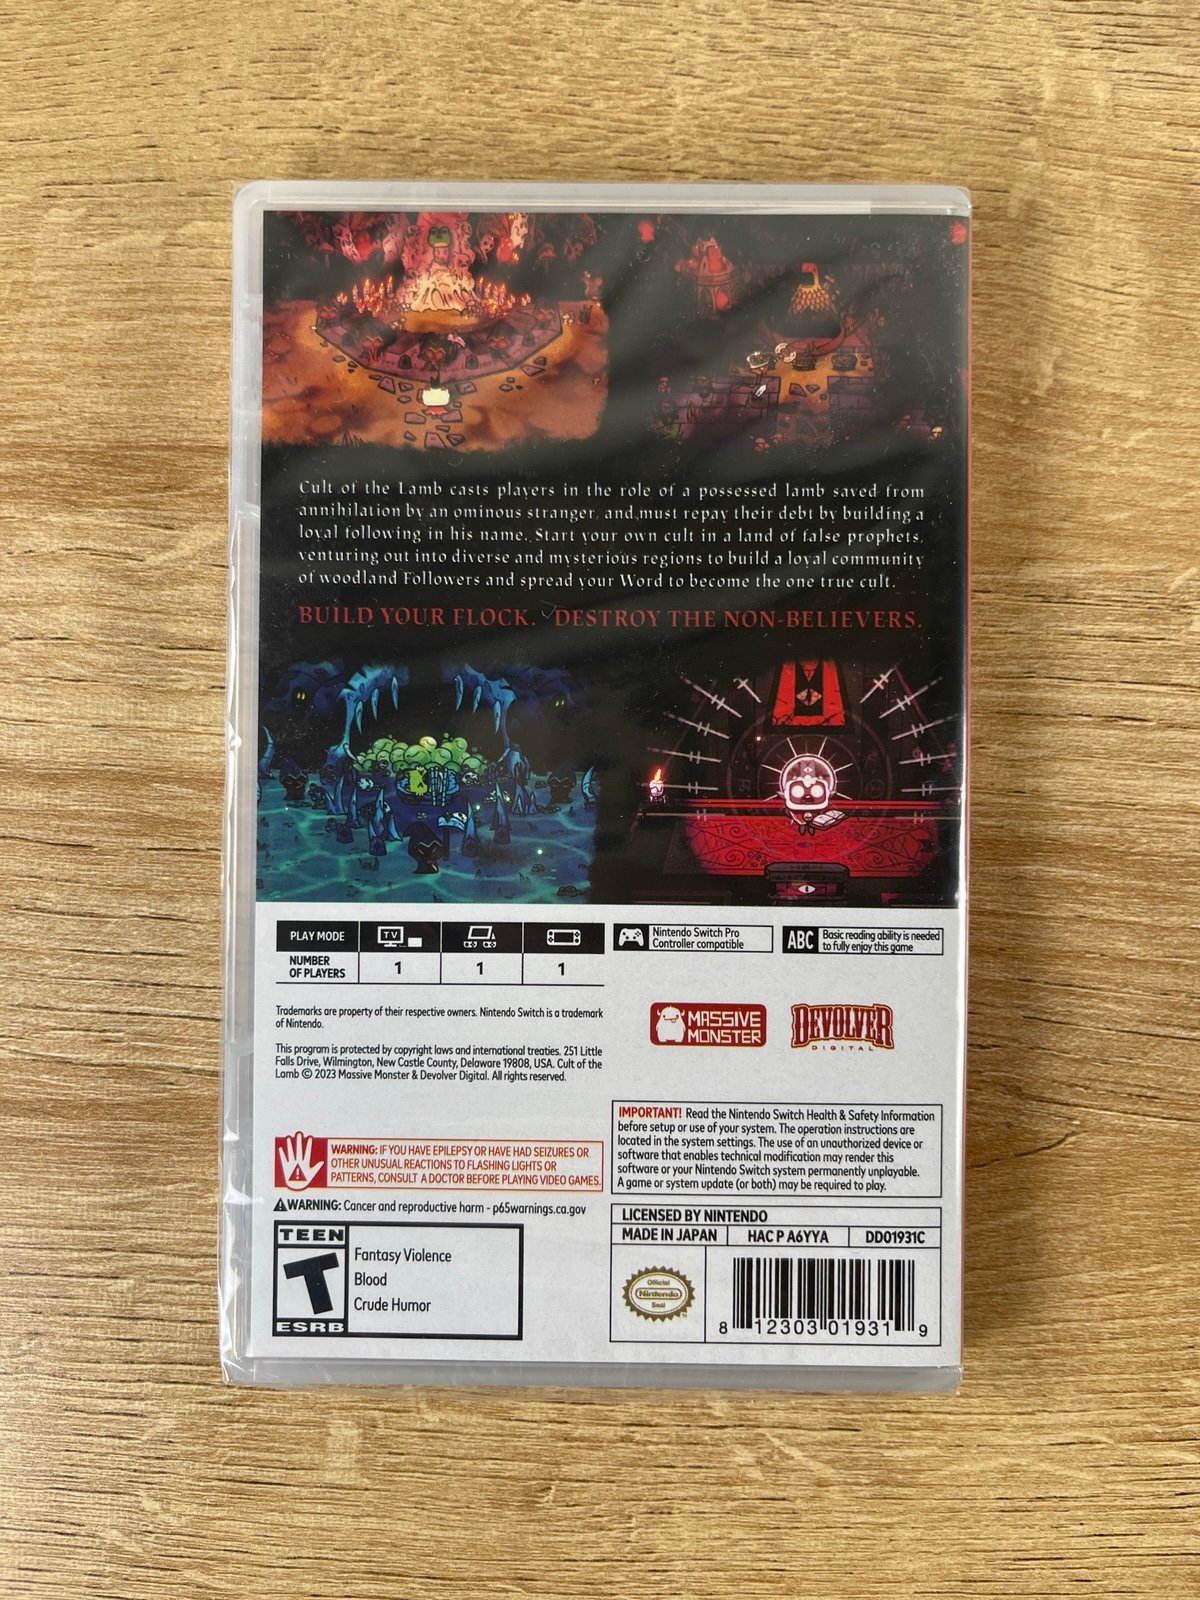 Cult of the Lamb casts players in the role of a possessed lamb saved from
annihilation by an ominous stranger, and must repay their debt by building a
loyal following in his name. Start your own cult in a land of false prophets,
venturing out into diverse and mysterious regions to build a loyal community
of woodland Followers and spread your Word to become the one true cult.
BUILD YOUR FLOCK. DESTROY THE NON-BELIEVERS.
PLAY MODE
TV
NUMBER
OF PLAYERS
1
1
1
Nintendo Switch Pro
Controller compatible
ABC
Basic reading ability is needed
to fully enjoy this game
Trademarks are property of their respective owners. Nintendo Switch is a trademark
of Nintendo.
This program is protected by copyright laws and international treaties. 251 Little
Falls Drive, Wilmington, New Castle County, Delaware 19808, USA. Cult of the
Lamb © 2023 Massive Monster & Devolver Digital. All rights reserved.
MASSIVE
MONSTER
DEVOLVER
DIGITAL
WARNING: IF YOU HAVE EPILEPSY OR HAVE HAD SEIZURES OR
OTHER UNUSUAL REACTIONS TO FLASHING LIGHTS OR
PATTERNS, CONSULT A DOCTOR BEFORE PLAYING VIDEO GAMES.
WARNING: Cancer and reproductive harm - p65warnings.ca.gov
TEEN
T
ESRB
Fantasy Violence
Blood
Crude Humor
IMPORTANT! Read the Nintendo Switch Health & Safety Information
before setup or use of your system. The operation instructions are
located in the system settings. The use of an unauthorized device or
software that enables technical modification may render this
software or your Nintendo Switch system permanently unplayable.
A game or system update (or both) may be required to play.
LICENSED BY NINTENDO
MADE IN JAPAN
HAC P A6YYA
DD01931C
Official
Nintendo
Seal
8 12303 01931 9